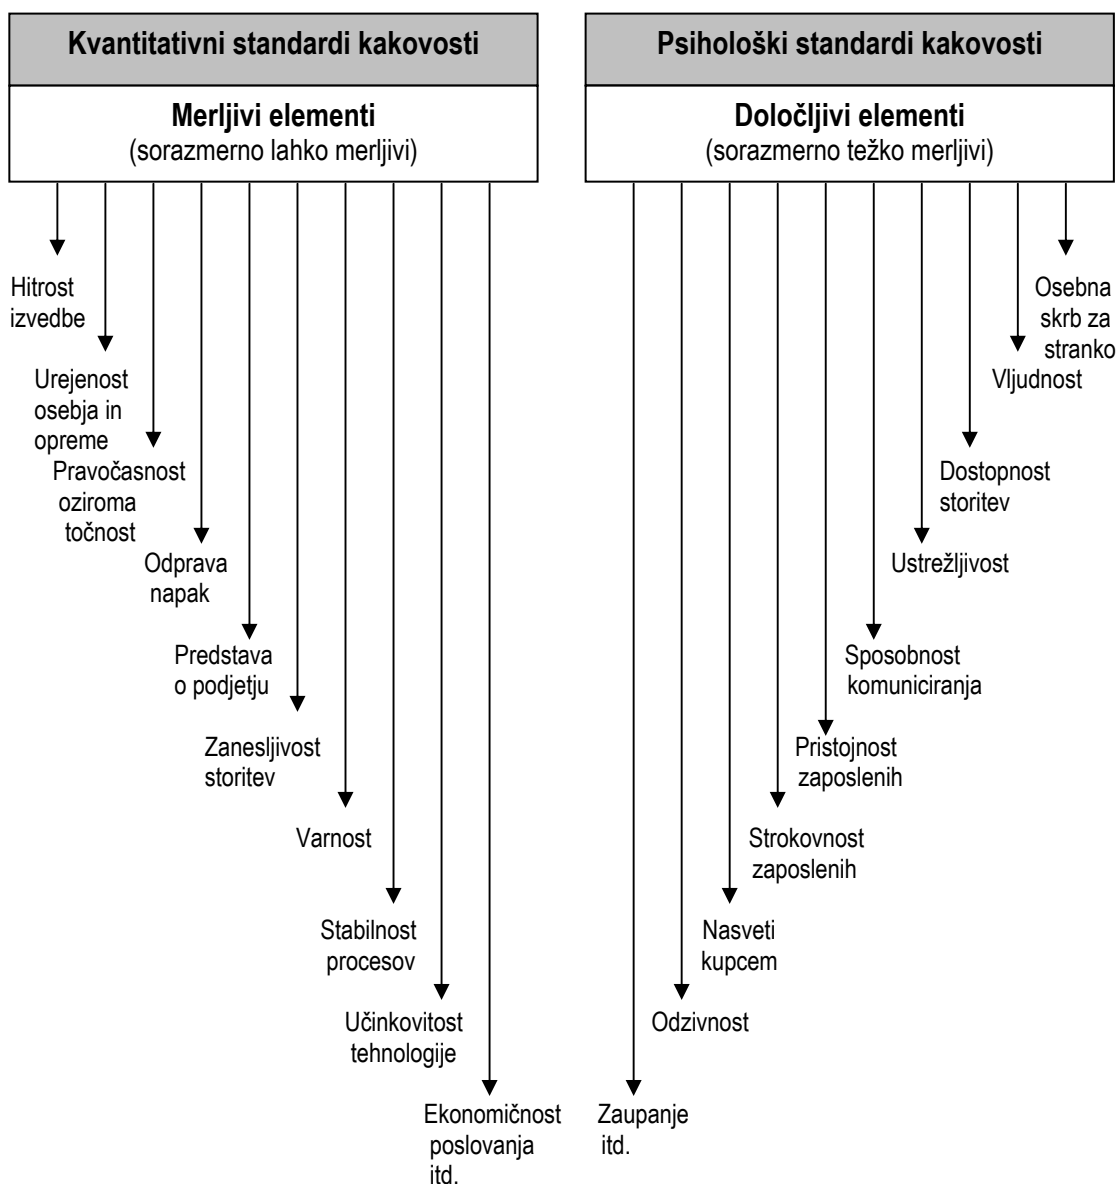 Kvantitativni standardi kakovosti
Merljivi elementi
(sorazmerno lahko merljivi)
Hitrost
izvedbe
Urejenost
osebja in
opreme
Pravočasnost
oziroma
točnost
Odprava
napak
Predstava
o podjetju
Zanesljivost
storitev
Varnost
Stabilnost
procesov
Učinkovitost
tehnologije
Ekonomičnost
poslovanja
itd.
Psihološki standardi kakovosti
Določljivi elementi
(sorazmerno težko merljivi)
Osebna
skrb za
stranko
Vljudnost
Dostopnost
storitev
Ustrežljivost
Sposobnost
komuniciranja
Pristojnost
zaposlenih
Strokovnost
zaposlenih
Nasveti
kupcem
Odzivnost
Zaupanje
itd.